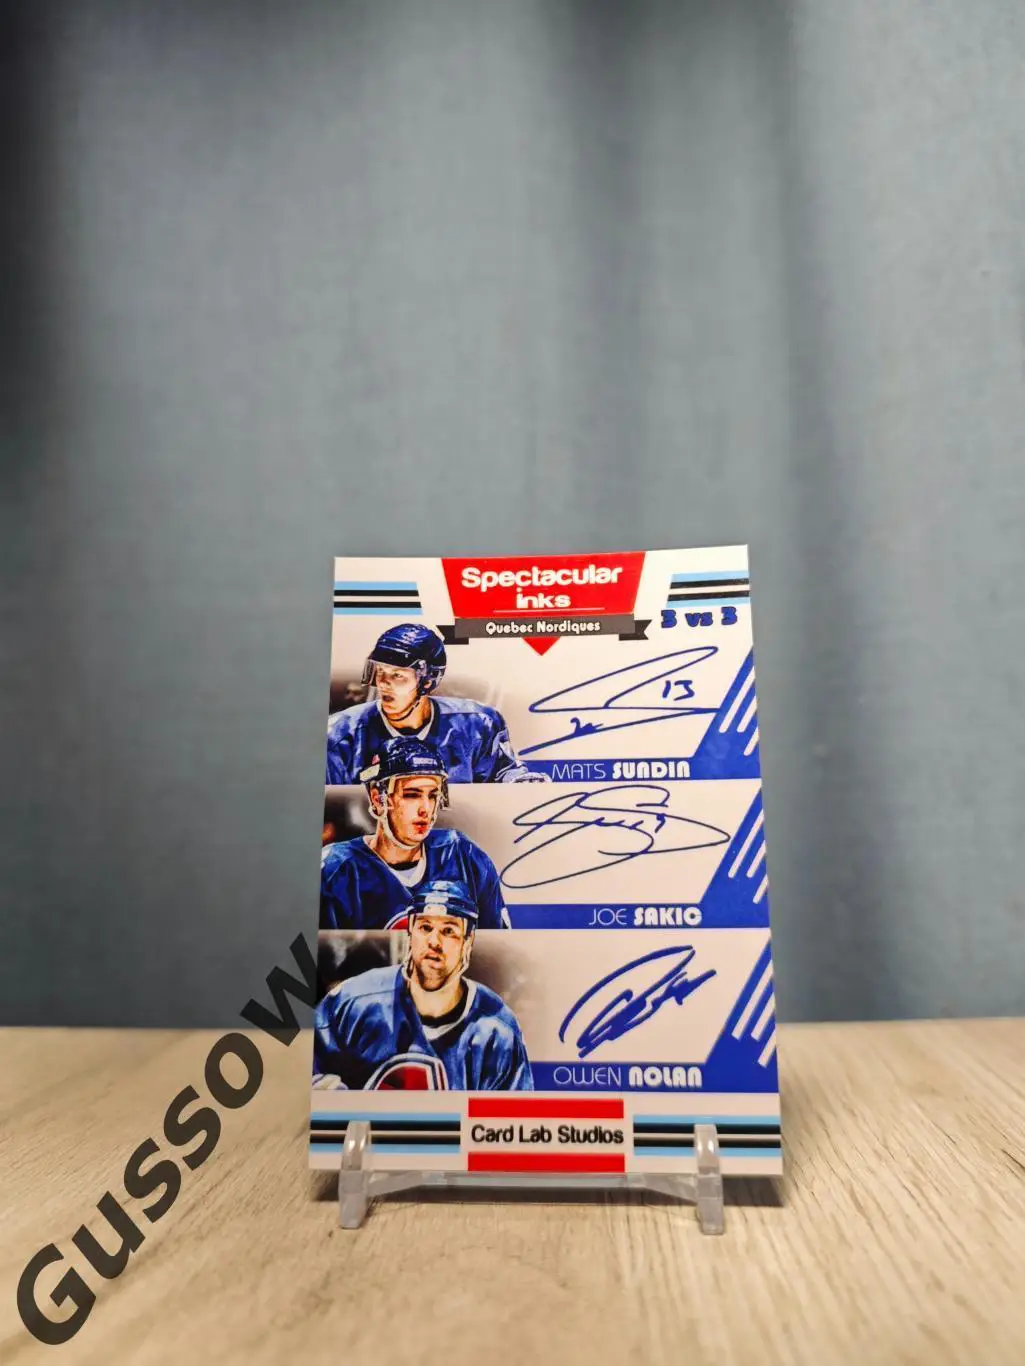 Spectacular
inks
Quebec Nordiques
3 vs 3
13
MATS SUNDIN
JOE SAKIC
OWEN NOLAN
Card Lab Studios
Gussow